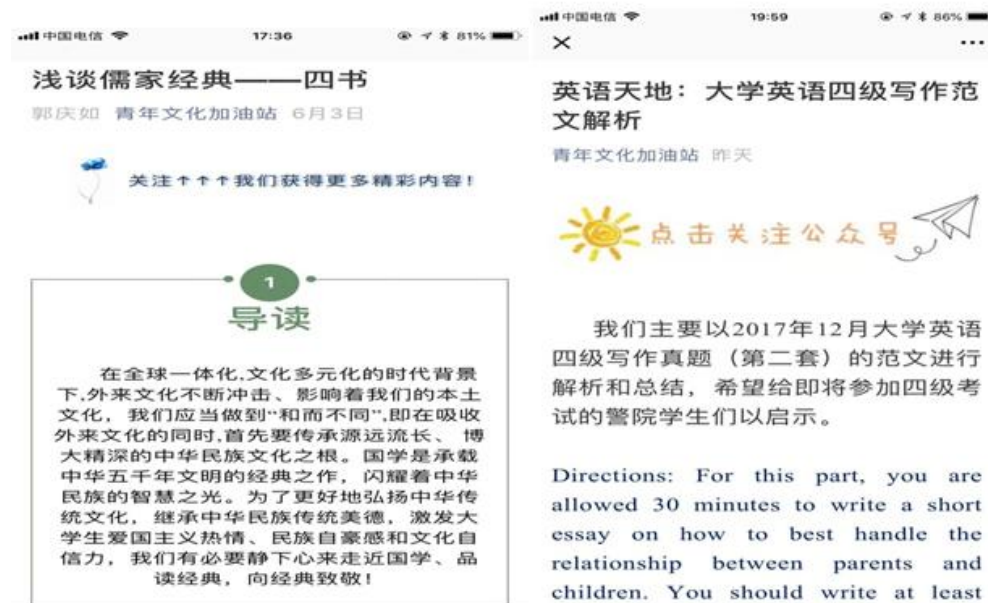 中国电信 17:36 81%
浅谈儒家经典——四书
郭庆如 青年文化加油站 6月3日
关注↑↑↑我们获得更多精彩内容!
1
导读
在全球一体化,文化多元化的时代背景
下,外来文化不断冲击、影响着我们的本土
文化，我们应当做到“和而不同”,即在吸收
外来文化的同时,首先要传承源远流长、博
大精深的中华民族文化之根。国学是承载
中华五千年文明的经典之作，闪耀着中华
民族的智慧之光。为了更好地弘扬中华传
统文化，继承中华民族传统美德，激发大
学生爱国主义热情、民族自豪感和文化自
信力，我们有必要静下心来走近国学、品
读经典，向经典致敬!
中国电信 19:59 86%
英语天地：大学英语四级写作范
文解析
青年文化加油站 昨天
点击关注公众号
我们主要以2017年12月大学英语
四级写作真题（第二套）的范文进行
解析和总结，希望给即将参加四级考
试的警院学生们以启示。
Directions: For this part, you are
allowed 30 minutes to write a short
essay on how to best handle the
relationship between parents and
children. You should write at least